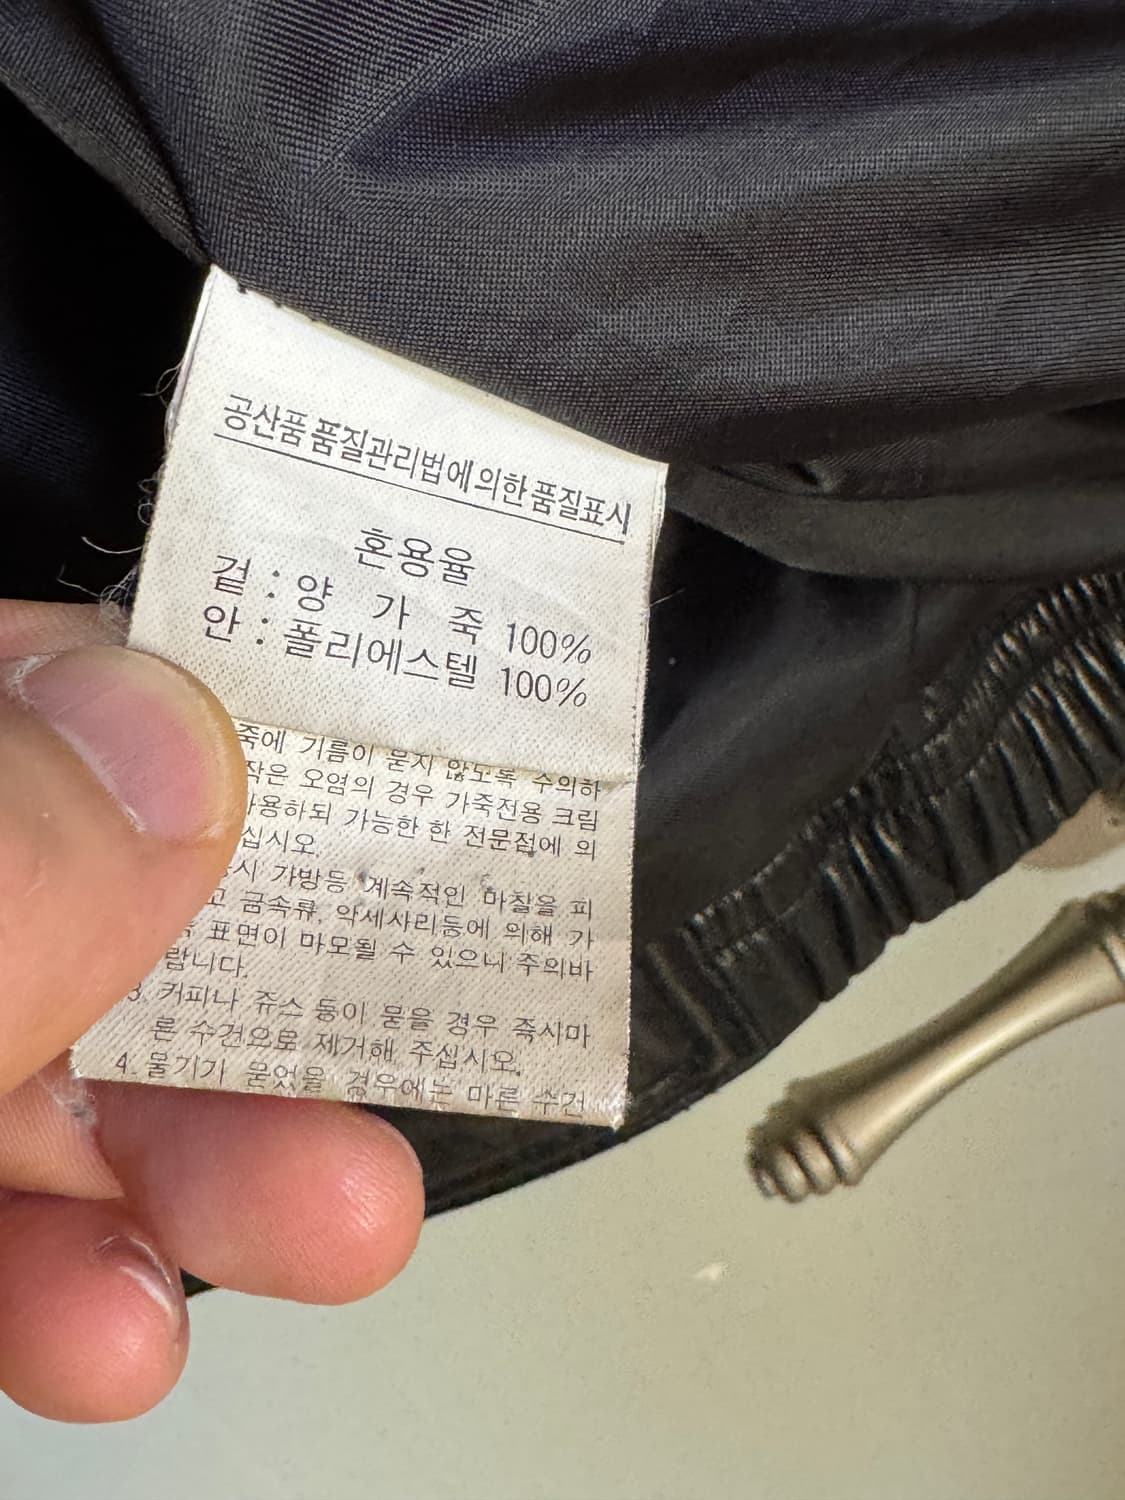 공산품 품질관리법에 의한 품질표시
혼용율
겉 : 양 가 죽 100%
안 : 폴리에스텔 100%
죽에 기름이 묻지 않도록 주의하
작은 오염의 경우 가죽전용 크림
사용하되 가능한 한 전문점에 의
십시오.
시 가방등 계속적인 마찰을 피
고 금속류, 악세사리등에 의해 가
표면이 마모될 수 있으니 주의바
랍니다.
3. 커피나 쥬스 등이 묻을 경우 즉시마
른 수건으로 제거해 주십시오.
4. 물기가 묻었을 경우에는 마른 수건